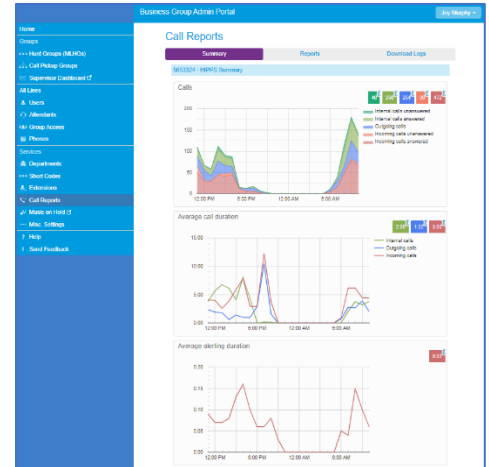 Business Group Admin Portal
Joy Murphy
Home
Groups
Hunt Groups (MLHGs)
Call Pickup Groups
Supervisor Dashboard
All Lines
Users
Attendants
Group Access
Phones
Services
Departments
Short Codes
Extensions
Call Reports
Music on Hold
Misc. Settings
? Help
Send Feedback
Call Reports
Summary
Reports
Download Logs
Summary
Calls
200
150
100
50
0
12:00 PM
6:00 PM
12:00 AM
6:00 AM
Internal calls unanswered
Internal calls answered
Outgoing calls
Incoming calls unanswered
Incoming calls answered
Average call duration
15:00
10:00
5:00
0:00
12:00 PM
6:00 PM
12:00 AM
6:00 AM
Internal calls
Outgoing calls
Incoming calls
Average alerting duration
0:20
0:15
0:10
0:05
0:00
12:00 PM
6:00 PM
12:00 AM
6:00 AM